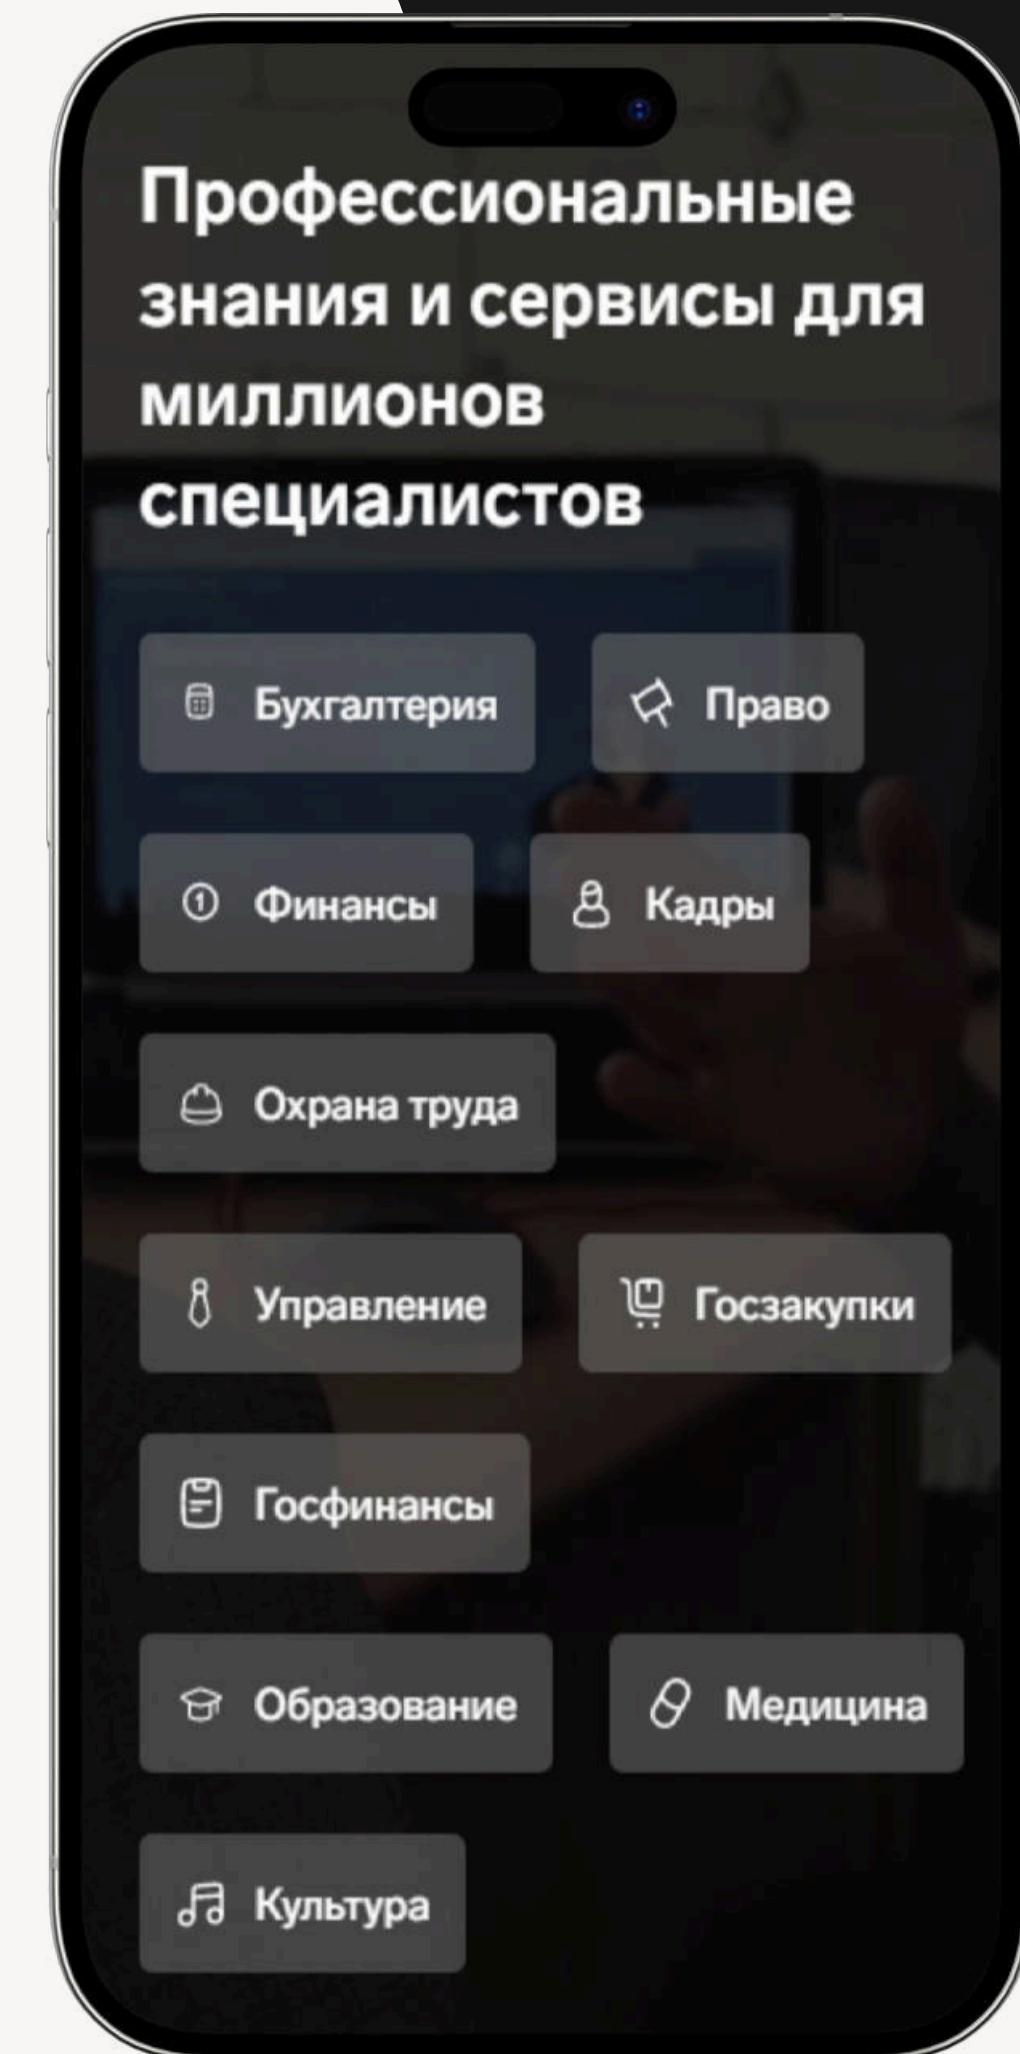 Профессиональные
знания и сервисы для
миллионов
специалистов
Бухгалтерия
Право
Финансы
Кадры
Охрана труда
Управление
Госзакупки
Госфинансы
Образование
Медицина
Культура